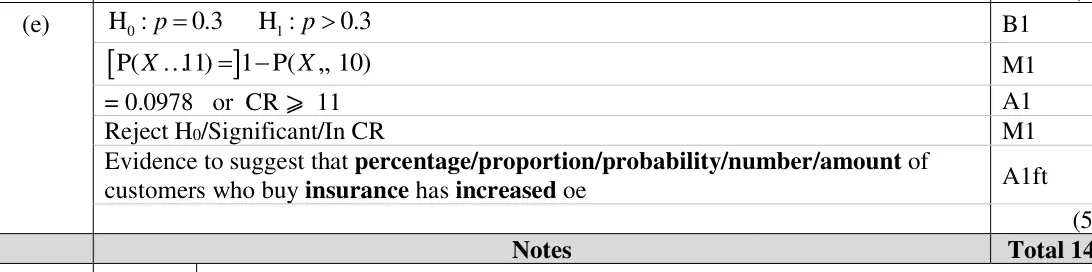 (e) H₀ : p = 0.3 H₁ : p > 0.3 B1
[P(X …11) =]1−P(X „ 10) M1
= 0.0978 or CR ⩾ 11 A1
Reject H₀/Significant/In CR M1
Evidence to suggest that percentage/proportion/probability/number/amount of
customers who buy insurance has increased oe A1ft
(5
Notes Total 14